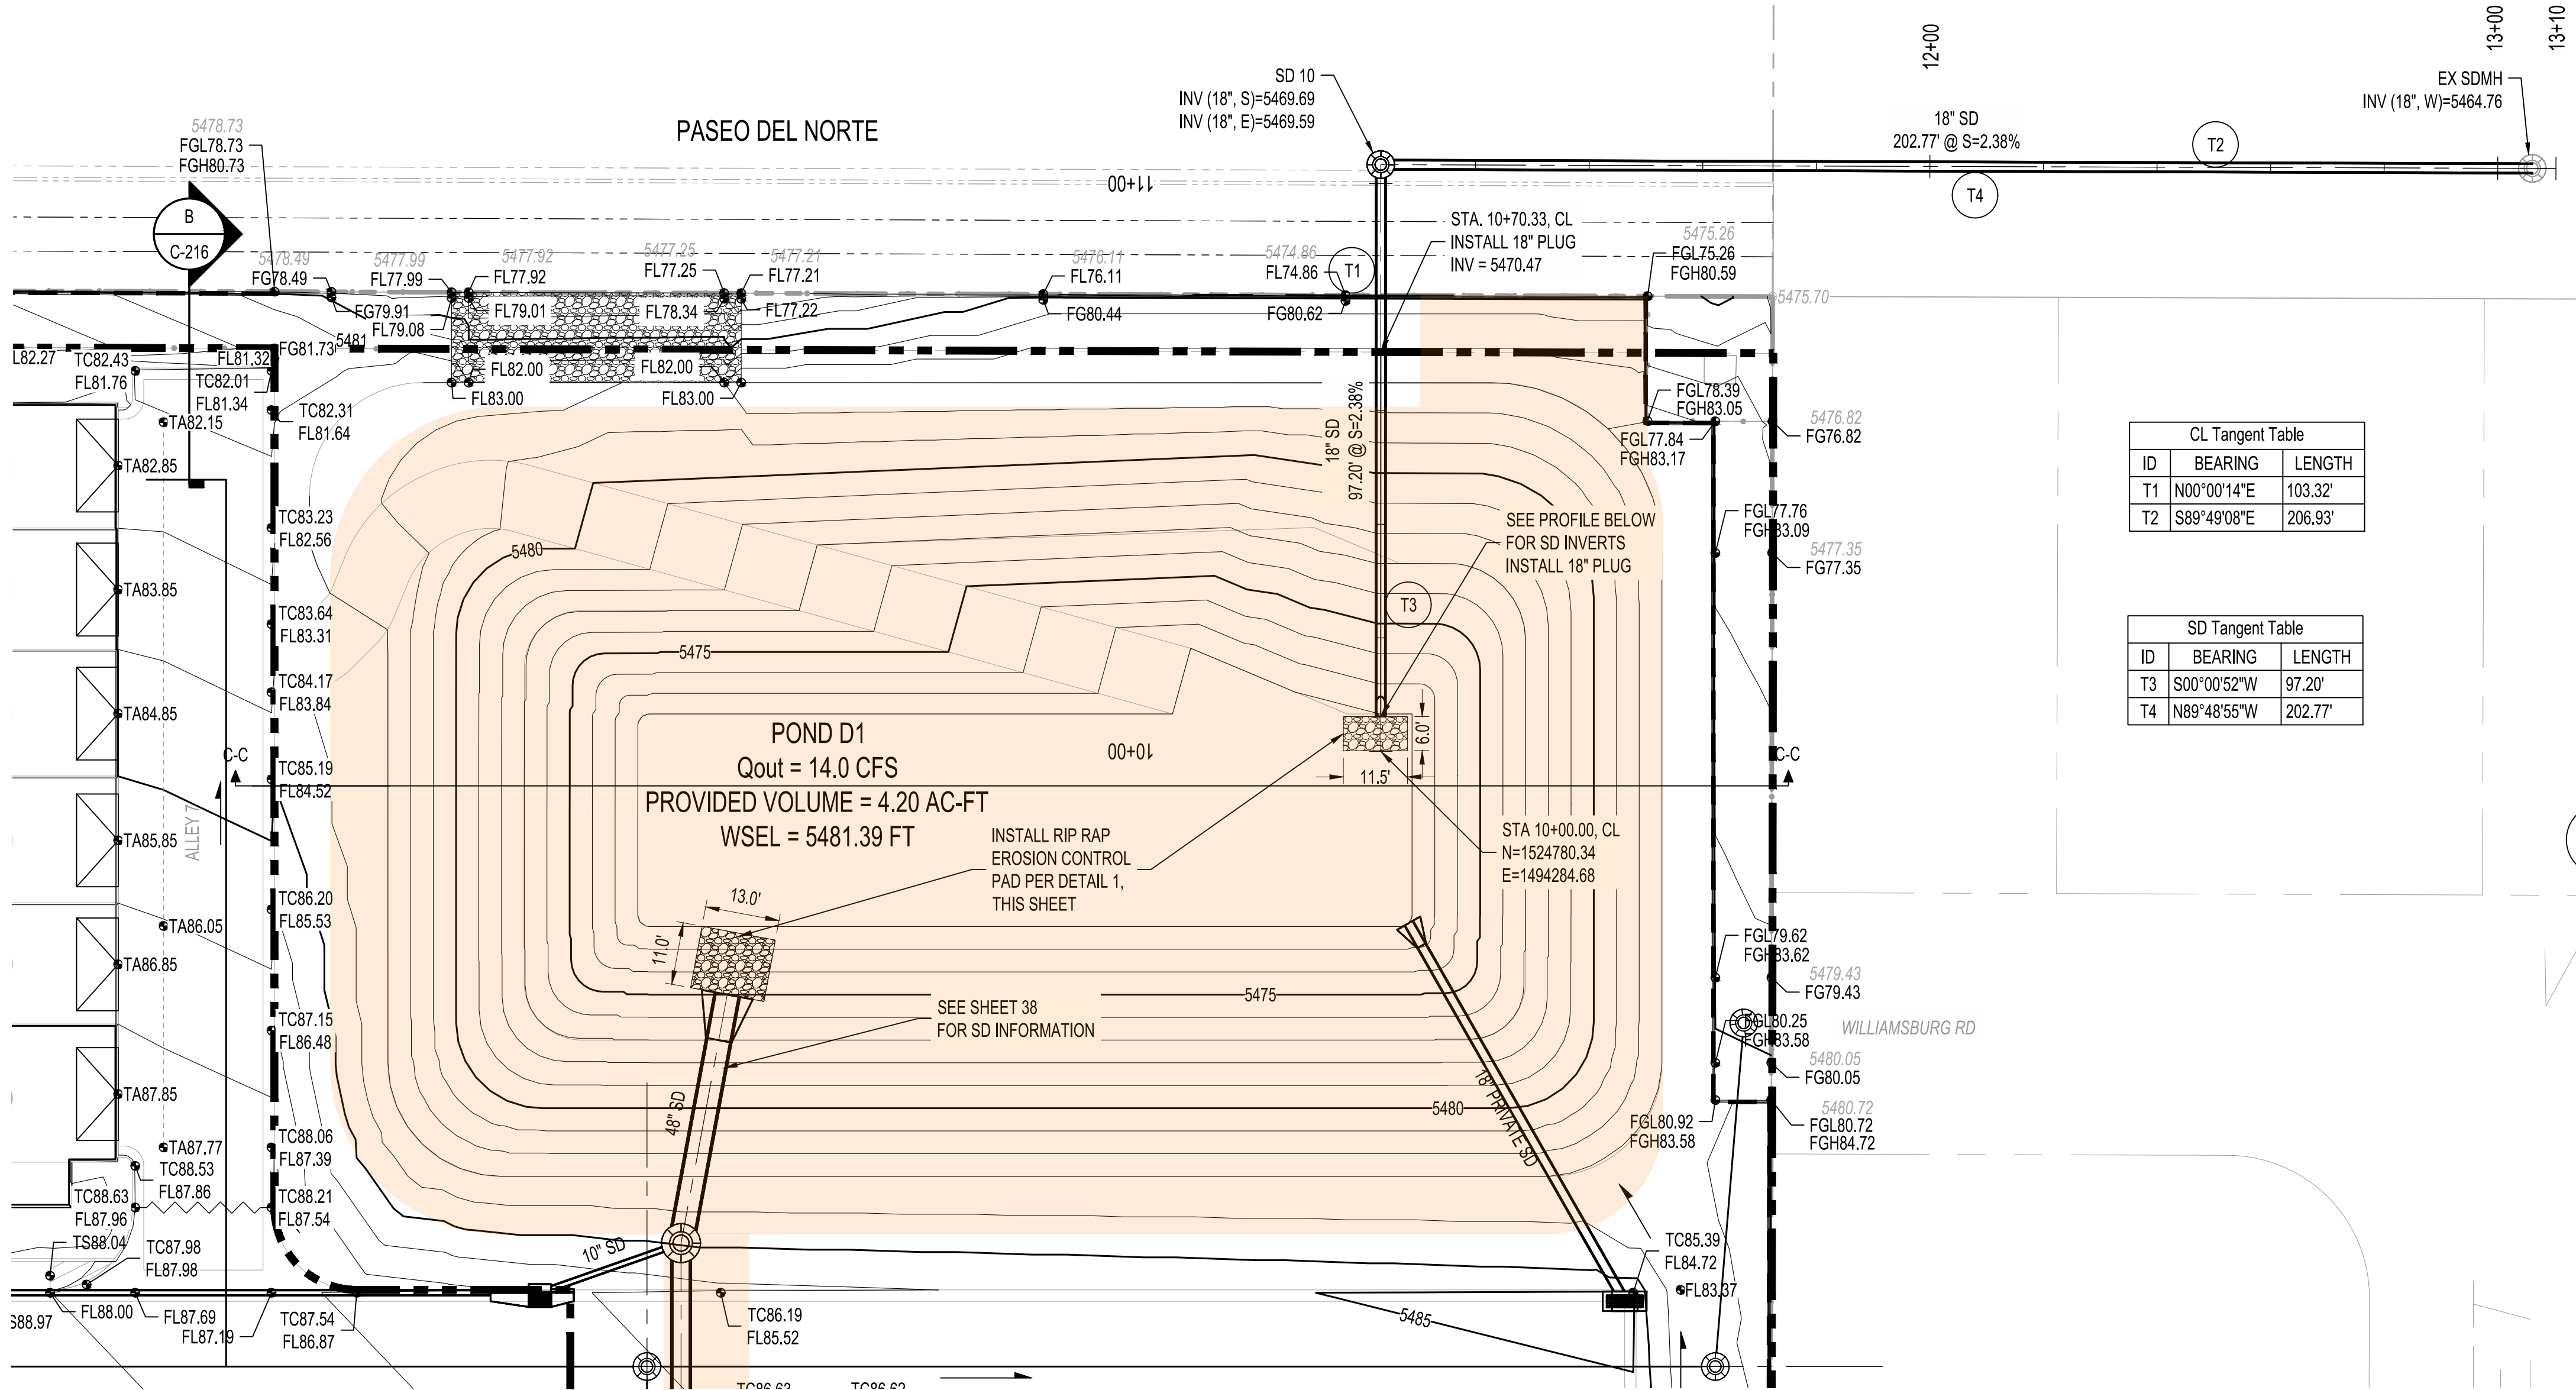 12+00
13+00
13+10
SD 10
INV (18", S)=5469.69
INV (18", E)=5469.59
EX SDMH
INV (18", W)=5464.76
18" SD
202.77' @ S=2.38%
T2
T4
PASEO DEL NORTE
5478.73
FGL78.73
FGH80.73
11+00
B
C-216
STA. 10+70.33, CL
INSTALL 18" PLUG
INV = 5470.47
5478.49
FG78.49
5477.99
FL77.99
5477.92
FL77.92
5477.25
FL77.25
5477.21
FL77.21
5476.11
FL76.11
5474.86
FL74.86
T1
5475.26
FGL75.26
FGH80.59
5475.70
FG79.91
FL79.08
FL79.01
FL78.34
FL77.22
FG80.44
FG80.62
5481
FG81.73
L82.27
TC82.43
FL81.76
FL81.32
TC82.01
FL81.34
FL82.00
FL82.00
FL83.00
FL83.00
TC82.31
FL81.64
TA82.15
18" SD
97.20' @ S=2.38%
FGL78.39
FGH83.05
FGL77.84
FGH83.17
5476.82
FG76.82
CL Tangent Table
ID BEARING LENGTH
T1 N00°00'14"E 103.32'
T2 S89°49'08"E 206.93'
TA82.85
TC83.23
FL82.56
5480
SEE PROFILE BELOW
FOR SD INVERTS
INSTALL 18" PLUG
FGL77.76
FGH83.09
5477.35
FG77.35
TA83.85
TC83.64
FL83.31
T3
5475
SD Tangent Table
ID BEARING LENGTH
T3 S00°00'52"W 97.20'
T4 N89°48'55"W 202.77'
TC84.17
FL83.84
TA84.85
POND D1
Qout = 14.0 CFS
PROVIDED VOLUME = 4.20 AC-FT
WSEL = 5481.39 FT
10+00
6.0'
11.5'
C-C
C-C
TC85.19
FL84.52
ALLEY 7
TA85.85
INSTALL RIP RAP
EROSION CONTROL
PAD PER DETAIL 1,
THIS SHEET
STA 10+00.00, CL
N=1524780.34
E=1494284.68
TC86.20
FL85.53
TA86.05
13.0'
11.0'
TA86.85
FGL79.62
FGH83.62
5479.43
FG79.43
5475
SEE SHEET 38
FOR SD INFORMATION
TC87.15
FL86.48
FGL80.25
FGH83.58
WILLIAMSBURG RD
5480.05
FG80.05
TA87.85
48" SD
5480
18" PRIVATE SD
FGL80.92
FGH83.58
5480.72
FGL80.72
FGH84.72
TA87.77
TC88.06
FL87.39
TC88.53
FL87.86
TC88.63
FL87.96
TC88.21
FL87.54
TS88.04
TC87.98
FL87.98
10" SD
TC85.39
FL84.72
FL83.37
S88.97
FL88.00
FL87.69
FL87.19
TC87.54
FL86.87
TC86.19
FL85.52
5485
TC86.63
TC86.62